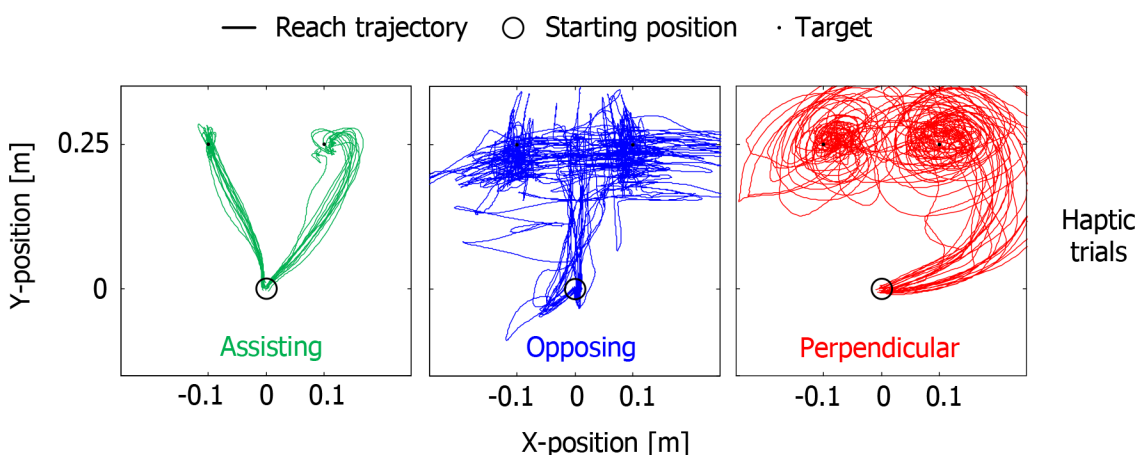 Reach trajectory Starting position Target
Y-position [m]
0.25
0
Assisting
Opposing
Perpendicular
Haptic
trials
-0.1 0 0.1 -0.1 0 0.1 -0.1 0 0.1
X-position [m]